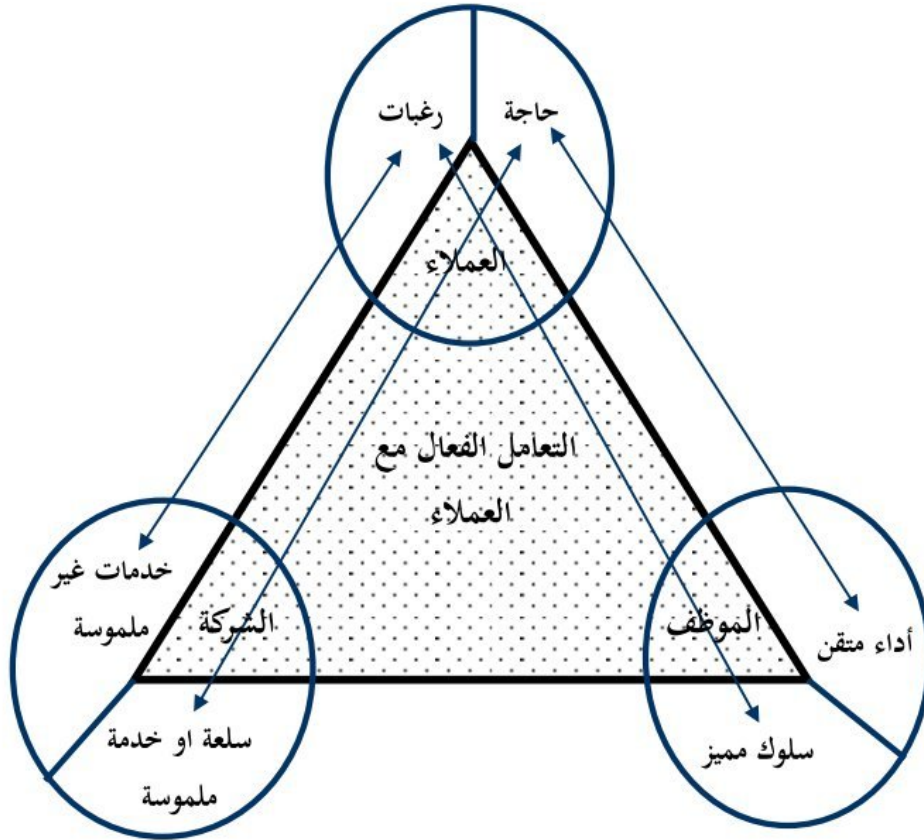 حاجة
رغبات
العملاء
التعامل الفعال مع
العملاء
خدمات غير
ملموسة
الشركة
سلعة او خدمة
ملموسة
الموظف
أداء متقن
سلوك مميز